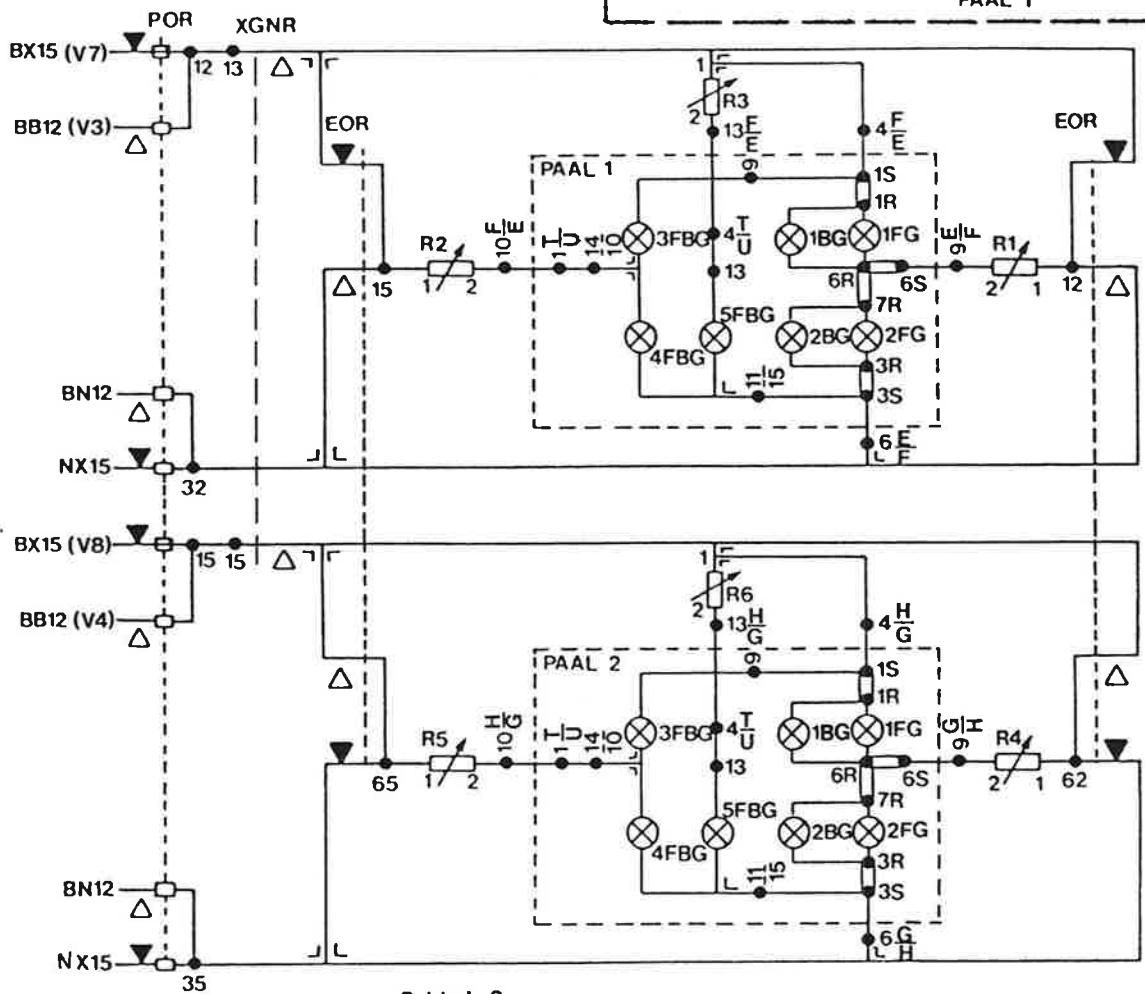 PAAL 1
POR XGNR
BX15 (V7) 12 13
1
R3
2
BB12 (V3)
13 F/E
4 F/E
EOR
EOR
PAAL 1
9
1S
1R
3FBG
4 T/U
1BG 1FG
10 F/E
1 T/U
14/10
9 E/F
R2
R1
15
1 2
13
6R 6S
2 1
12
7R
5FBG
4FBG
2BG 2FG
3R
11/15
3S
BN12
6 E/F
NX15
32
BX15 (V8) 15 15
1
R6
2
BB12 (V4)
13 H/G
4 H/G
PAAL 2
9
1S
1R
3FBG
4 T/U
1BG 1FG
10 H/G
1 T/U
14/10
9 G/H
R5
R4
65
1 2
13
6R 6S
2 1
62
7R
5FBG
4FBG
2BG 2FG
3R
11/15
3S
BN12
6 G/H
NX15
35